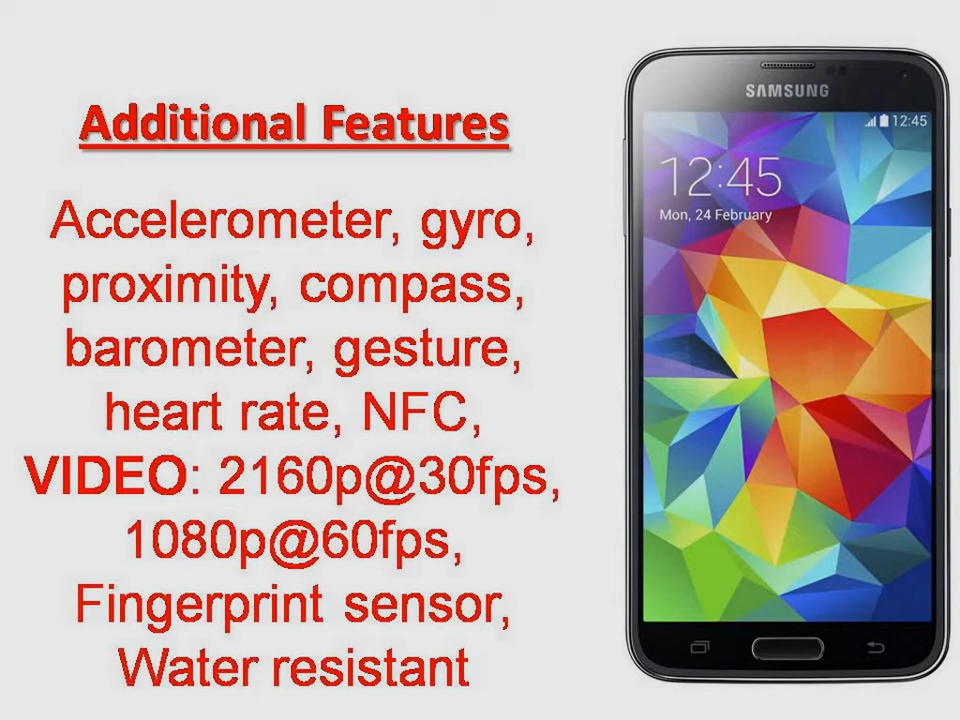 Additional Features
Accelerometer, gyro,
proximity, compass,
barometer, gesture,
heart rate, NFC,
VIDEO: 2160p@30fps,
1080p@60fps,
Fingerprint sensor,
Water resistant
SAMSUNG
12:45
12:45
Mon, 24 February